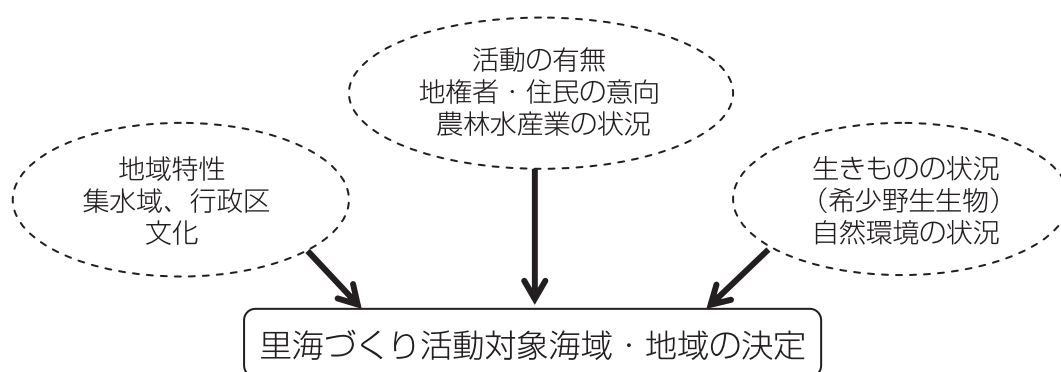 活動の有無
地権者・住民の意向
農林水産業の状況
地域特性
集水域、行政区
文化
生きものの状況
（希少野生生物）
自然環境の状況
里海づくり活動対象海域・地域の決定